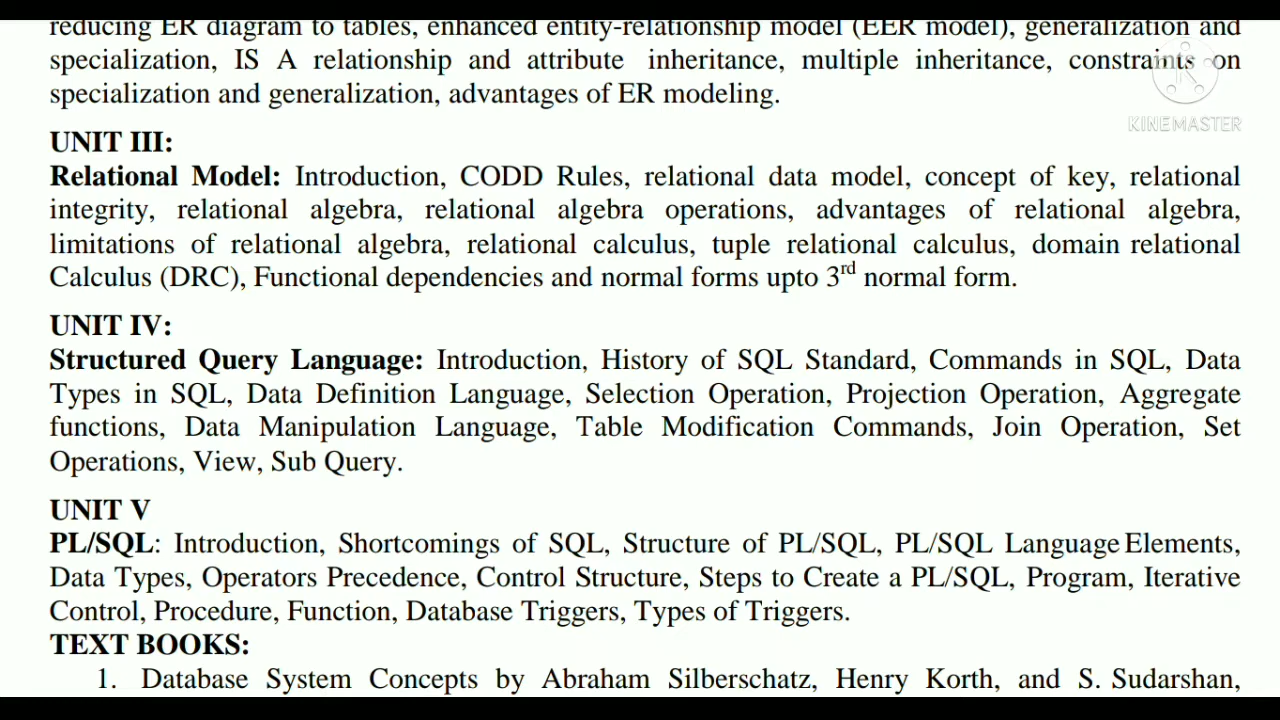 reducing ER diagram to tables, enhanced entity-relationship model (EER model), generalization and
specialization, IS A relationship and attribute inheritance, multiple inheritance, constraints on
specialization and generalization, advantages of ER modeling.
KINEMASTER
UNIT III:
Relational Model: Introduction, CODD Rules, relational data model, concept of key, relational
integrity, relational algebra, relational algebra operations, advantages of relational algebra,
limitations of relational algebra, relational calculus, tuple relational calculus, domain relational
Calculus (DRC), Functional dependencies and normal forms upto 3rd normal form.
UNIT IV:
Structured Query Language: Introduction, History of SQL Standard, Commands in SQL, Data
Types in SQL, Data Definition Language, Selection Operation, Projection Operation, Aggregate
functions, Data Manipulation Language, Table Modification Commands, Join Operation, Set
Operations, View, Sub Query.
UNIT V
PL/SQL: Introduction, Shortcomings of SQL, Structure of PL/SQL, PL/SQL Language Elements,
Data Types, Operators Precedence, Control Structure, Steps to Create a PL/SQL, Program, Iterative
Control, Procedure, Function, Database Triggers, Types of Triggers.
TEXT BOOKS:
1. Database System Concepts by Abraham Silberschatz, Henry Korth, and S. Sudarshan,